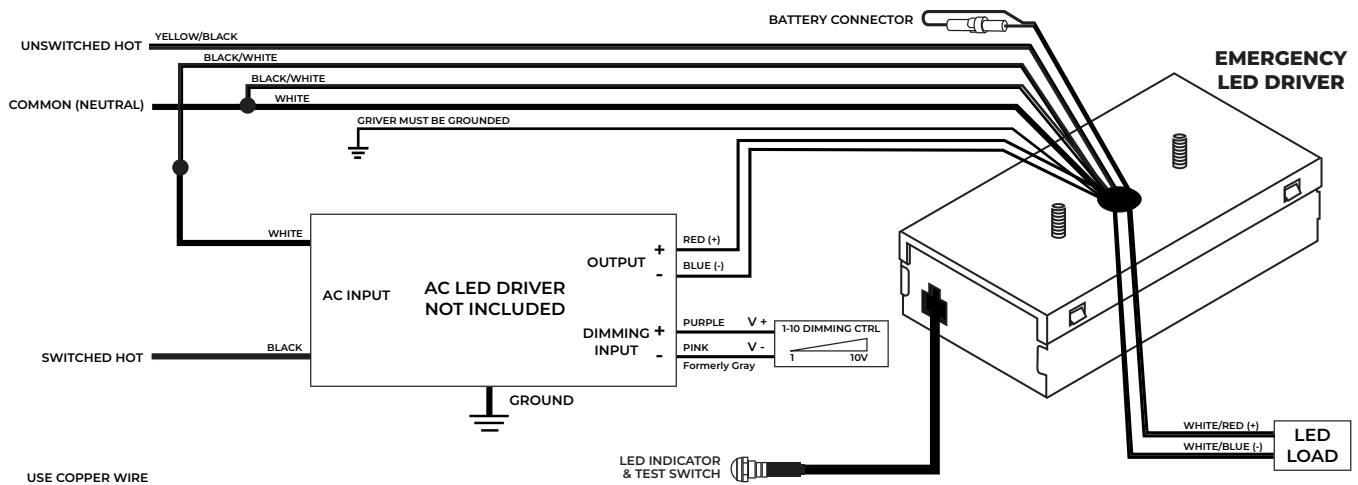 BATTERY CONNECTOR
UNSWITCHED HOT
YELLOW/BLACK
BLACK/WHITE
BLACK/WHITE
COMMON (NEUTRAL)
WHITE
GRIVER MUST BE GROUNDED
EMERGENCY
LED DRIVER
WHITE
AC INPUT
AC LED DRIVER
NOT INCLUDED
OUTPUT
+
-
RED (+)
BLUE (-)
DIMMING
INPUT
+
-
PURPLE
V +
PINK
V -
Formerly Gray
1-10 DIMMING CTRL
1
10V
SWITCHED HOT
BLACK
GROUND
LED INDICATOR
& TEST SWITCH
WHITE/RED (+)
WHITE/BLUE (-)
LED
LOAD
USE COPPER WIRE